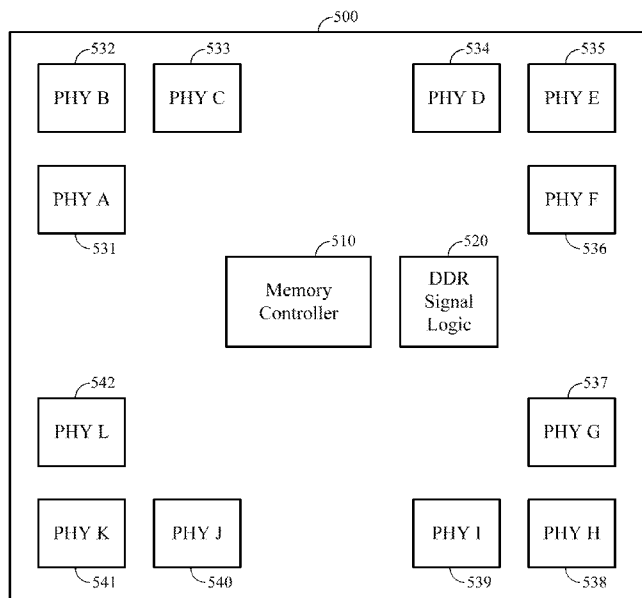 500
532
533
534
535
PHY B
PHY C
PHY D
PHY E
PHY A
PHY F
531
536
510
520
Memory
Controller
DDR
Signal
Logic
542
537
PHY L
PHY G
PHY K
PHY J
PHY I
PHY H
541
540
539
538